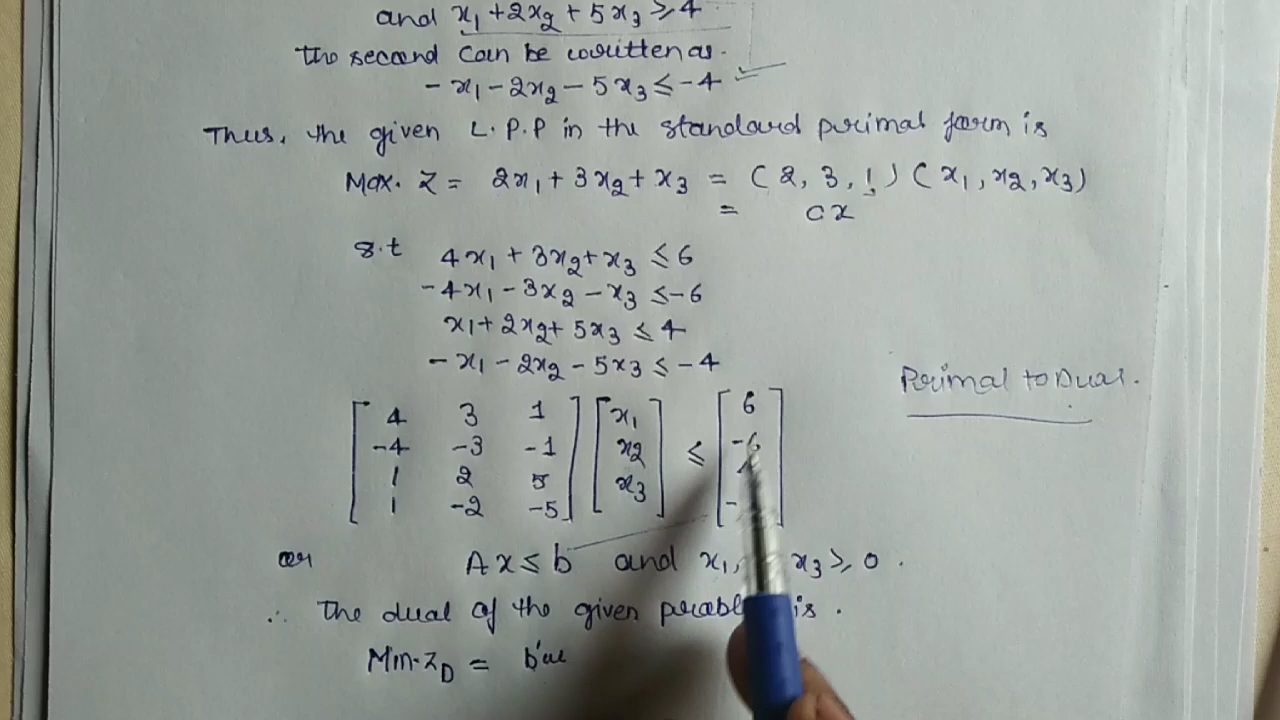 and x₁ + 2x₂ + 5x₃ ≥ 4
the second can be written as.
- x₁ - 2x₂ - 5x₃ ≤ -4
Thus, the given L.P.P in the standard primal form is
Max. Z = 2x₁ + 3x₂ + x₃ = (2, 3, 1) (x₁, x₂, x₃)
= cx
s.t 4x₁ + 3x₂ + x₃ ≤ 6
-4x₁ - 3x₂ - x₃ ≤ -6
x₁ + 2x₂ + 5x₃ ≤ 4
- x₁ - 2x₂ - 5x₃ ≤ -4
Primal to Dual.
4 3 1 x₁ 6
-4 -3 -1 x₂ ≤ -6
1 2 5 x₃
1 -2 -5 -
or Ax ≤ b and x₁, x₃ ≥ 0.
∴ The dual of the given is.
Min. Z_D = b'w